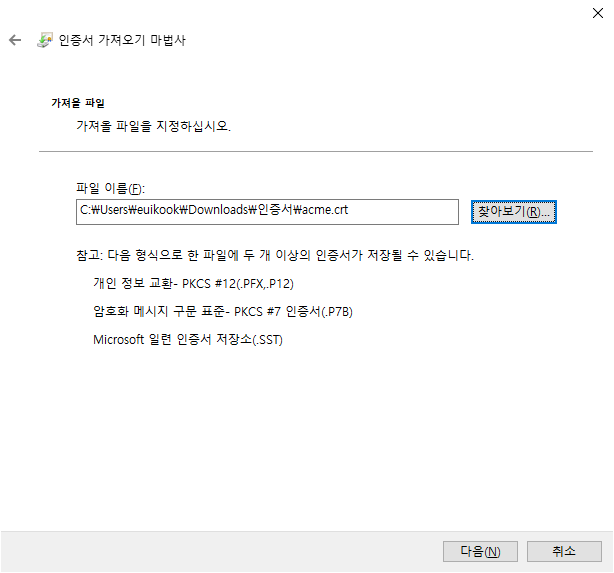 인증서 가져오기 마법사
가져올 파일
가져올 파일을 지정하십시오.
파일 이름(F):
C:₩Users₩euikook₩Downloads₩인증서₩acme.crt
찾아보기(R)...
참고: 다음 형식으로 한 파일에 두 개 이상의 인증서가 저장될 수 있습니다.
개인 정보 교환- PKCS #12(.PFX,.P12)
암호화 메시지 구문 표준- PKCS #7 인증서(.P7B)
Microsoft 일련 인증서 저장소(.SST)
다음(N)
취소